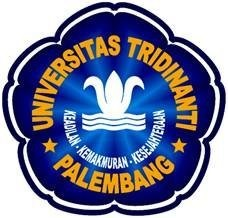 UNIVERSITAS TRIDINANTI
KEADILAN - KEMAKMURAN - KESEJAHTERAAN
PALEMBANG